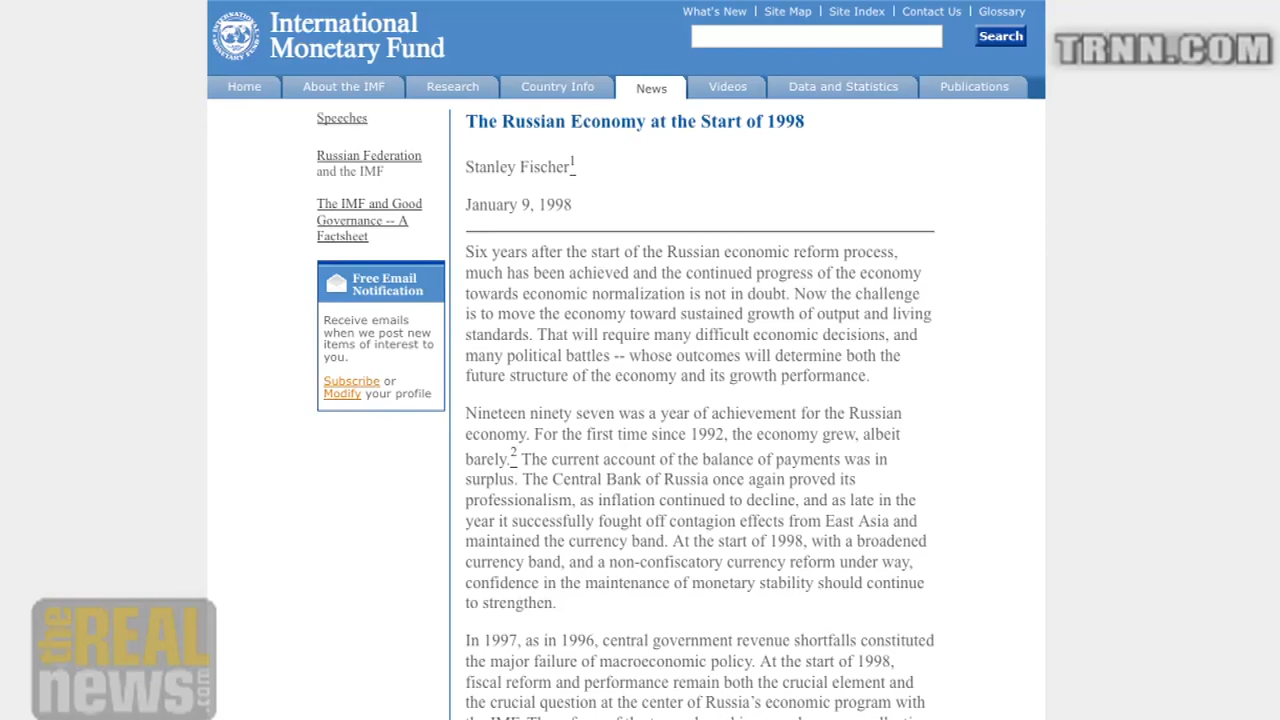 What's New | Site Map | Site Index | Contact Us | Glossary
International
Monetary Fund
Search
TRNN.COM
Home About the IMF Research Country Info News Videos Data and Statistics Publications
Speeches
Russian Federation
and the IMF
The IMF and Good
Governance -- A
Factsheet
Free Email
Notification
Receive emails
when we post new
items of interest to
you.
Subscribe or
Modify your profile
The Russian Economy at the Start of 1998
Stanley Fischer1
January 9, 1998
Six years after the start of the Russian economic reform process,
much has been achieved and the continued progress of the economy
towards economic normalization is not in doubt. Now the challenge
is to move the economy toward sustained growth of output and living
standards. That will require many difficult economic decisions, and
many political battles -- whose outcomes will determine both the
future structure of the economy and its growth performance.
Nineteen ninety seven was a year of achievement for the Russian
economy. For the first time since 1992, the economy grew, albeit
barely.2 The current account of the balance of payments was in
surplus. The Central Bank of Russia once again proved its
professionalism, as inflation continued to decline, and as late in the
year it successfully fought off contagion effects from East Asia and
maintained the currency band. At the start of 1998, with a broadened
currency band, and a non-confiscatory currency reform under way,
confidence in the maintenance of monetary stability should continue
to strengthen.
In 1997, as in 1996, central government revenue shortfalls constituted
the major failure of macroeconomic policy. At the start of 1998,
fiscal reform and performance remain both the crucial element and
the crucial question at the center of Russia's economic program with
the REAL
news.com